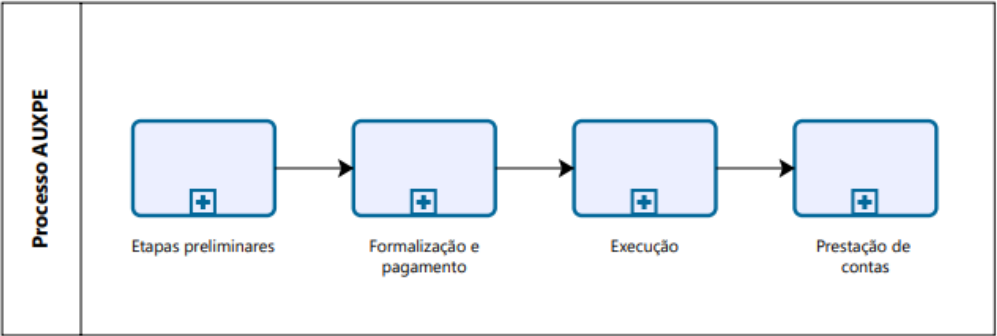 Processo AUXPE
Etapas preliminares
Formalização e
pagamento
Execução
Prestação de
contas